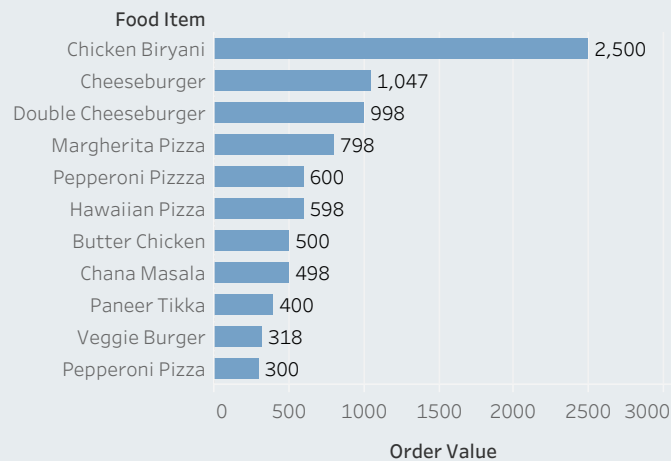 Food Item
Chicken Biryani 2,500
Cheeseburger 1,047
Double Cheeseburger 998
Margherita Pizza 798
Pepperoni Pizzza 600
Hawaiian Pizza 598
Butter Chicken 500
Chana Masala 498
Paneer Tikka 400
Veggie Burger 318
Pepperoni Pizza 300
0 500 1000 1500 2000 2500 3000
Order Value